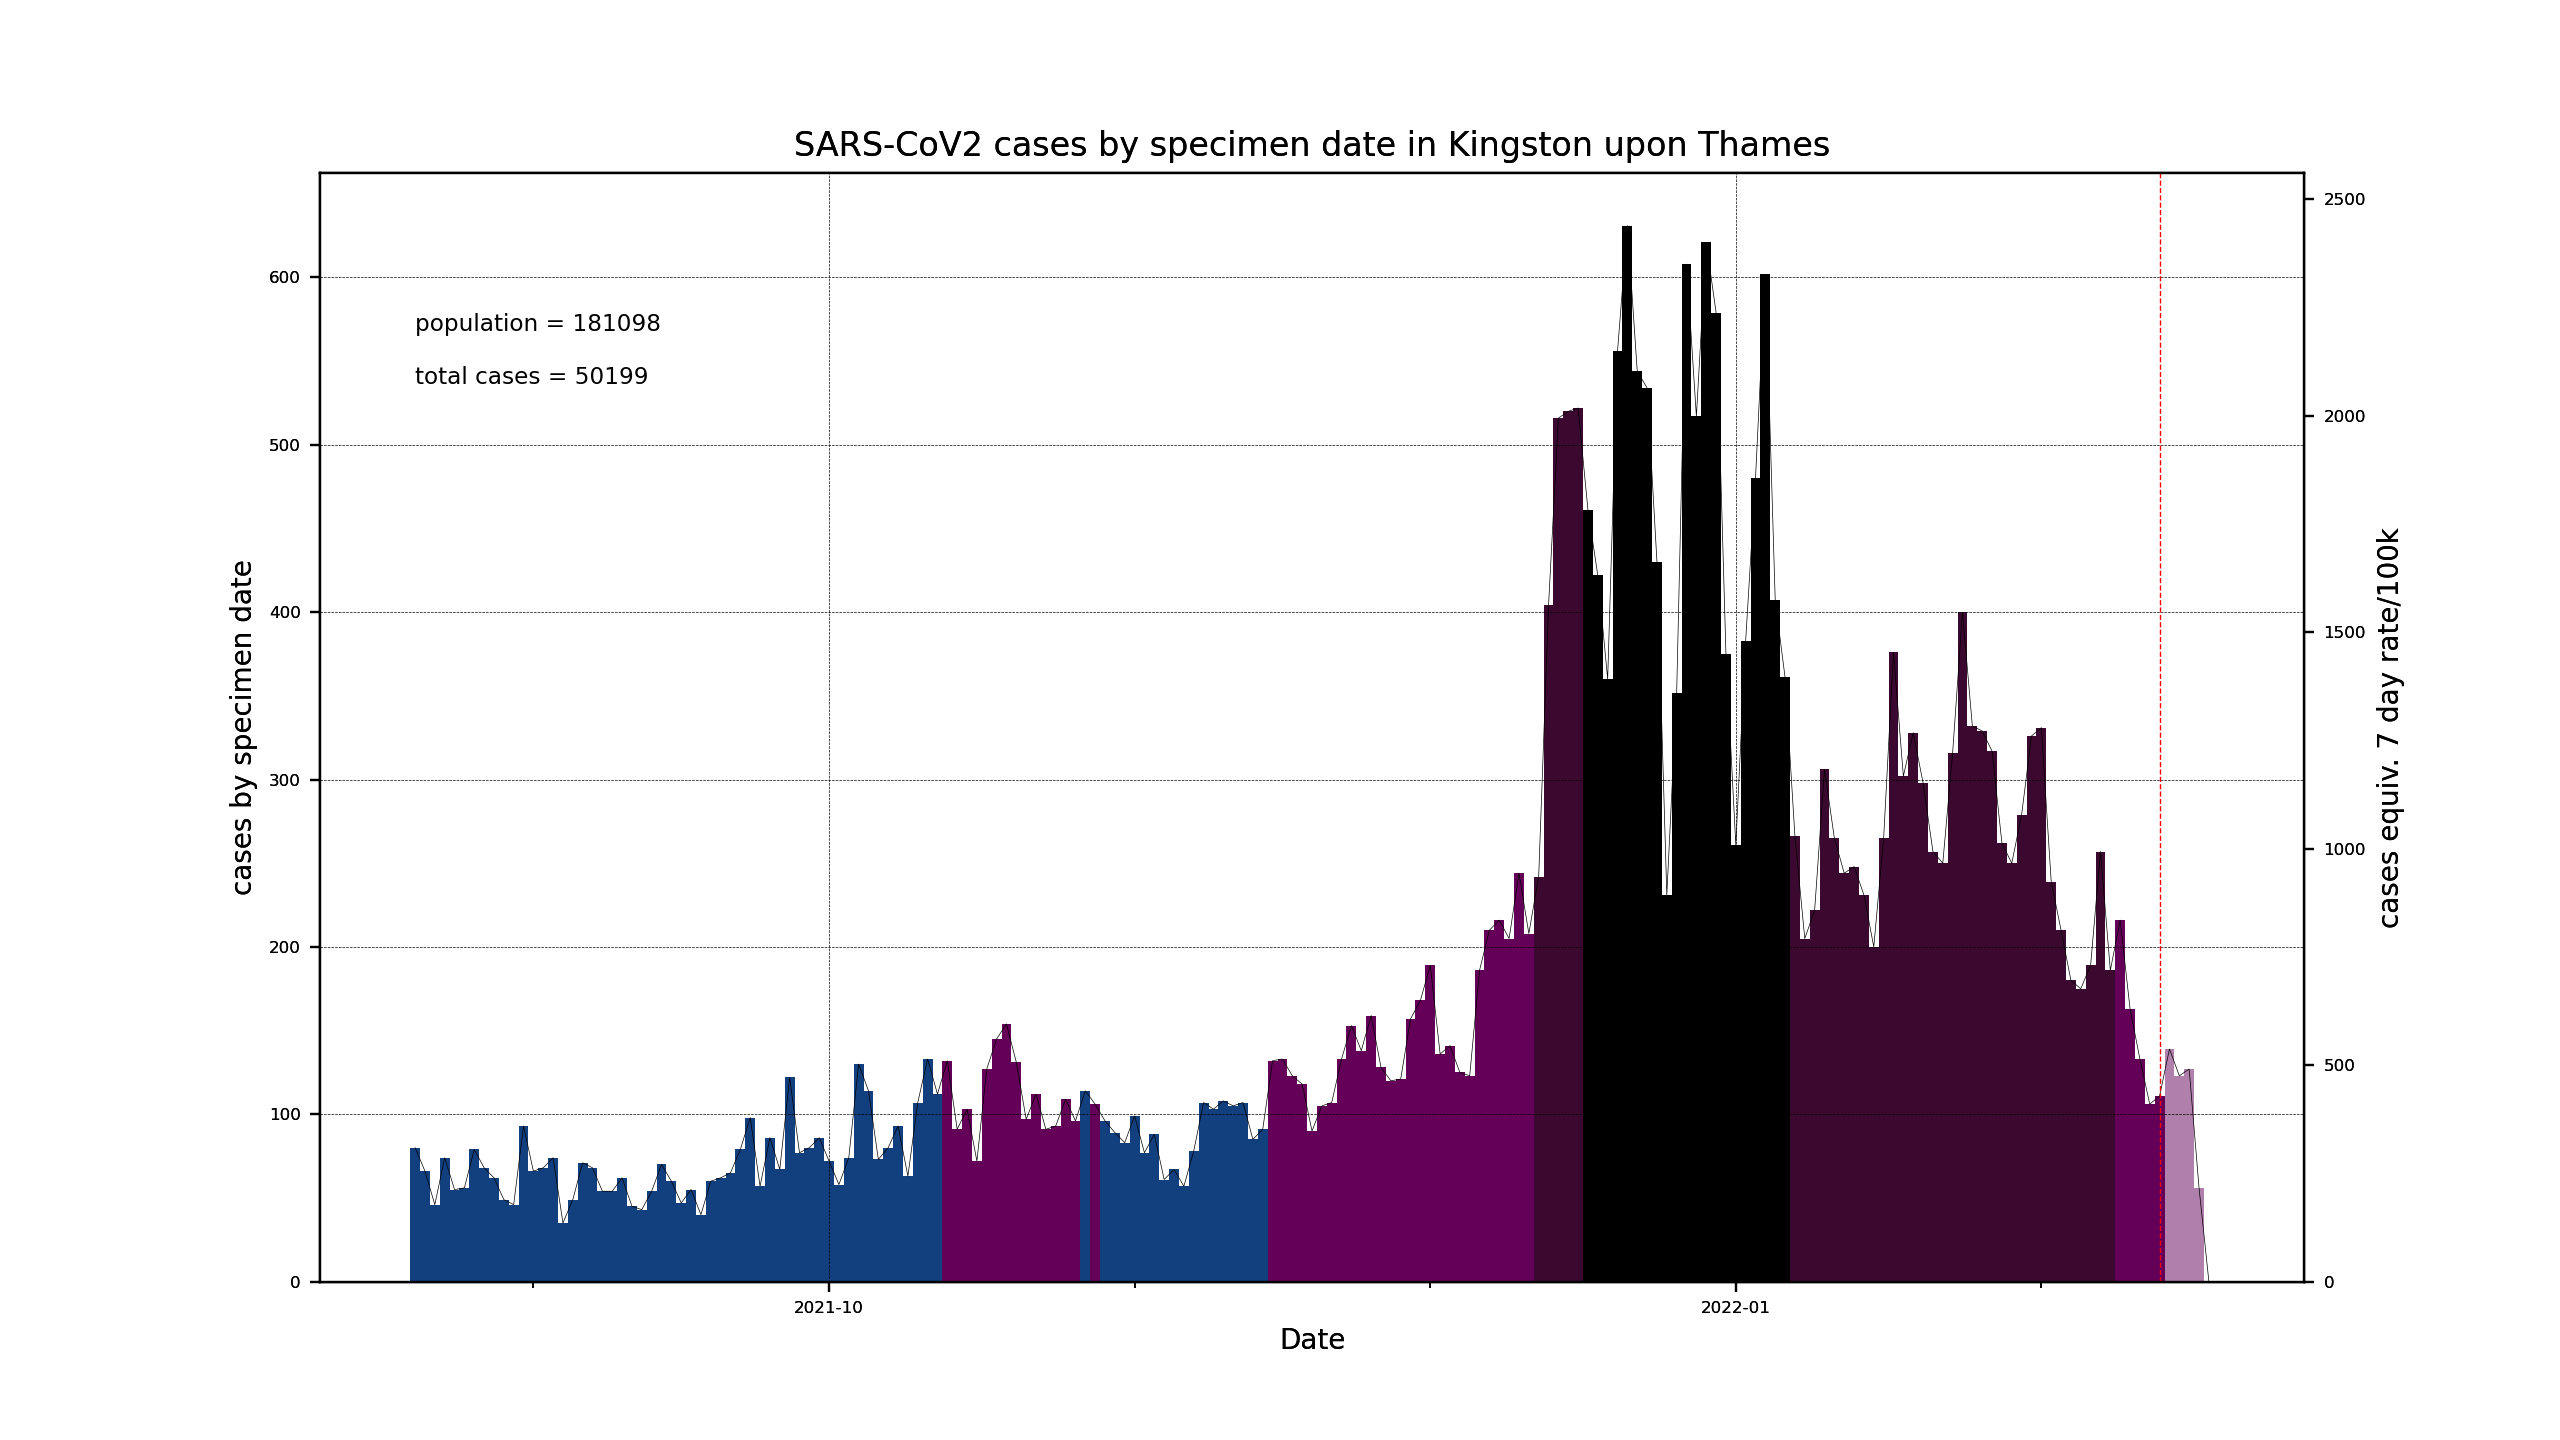 SARS-CoV2 cases by specimen date in Kingston upon Thames
population = 181098
total cases = 50199
cases by specimen date
600
500
400
300
200
100
0
2500
2000
1500
1000
500
0
cases equiv. 7 day rate/100k
2021-10
2022-01
Date